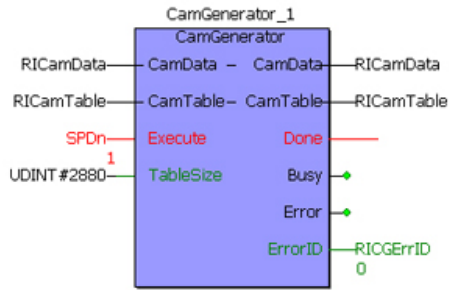 CamGenerator_1
CamGenerator
RICamData CamData – CamData RICamData
RICamTable CamTable– CamTable RICamTable
SPDn Execute Done
1
UDINT#2880 TableSize Busy
Error
ErrorID RICGErrID
0